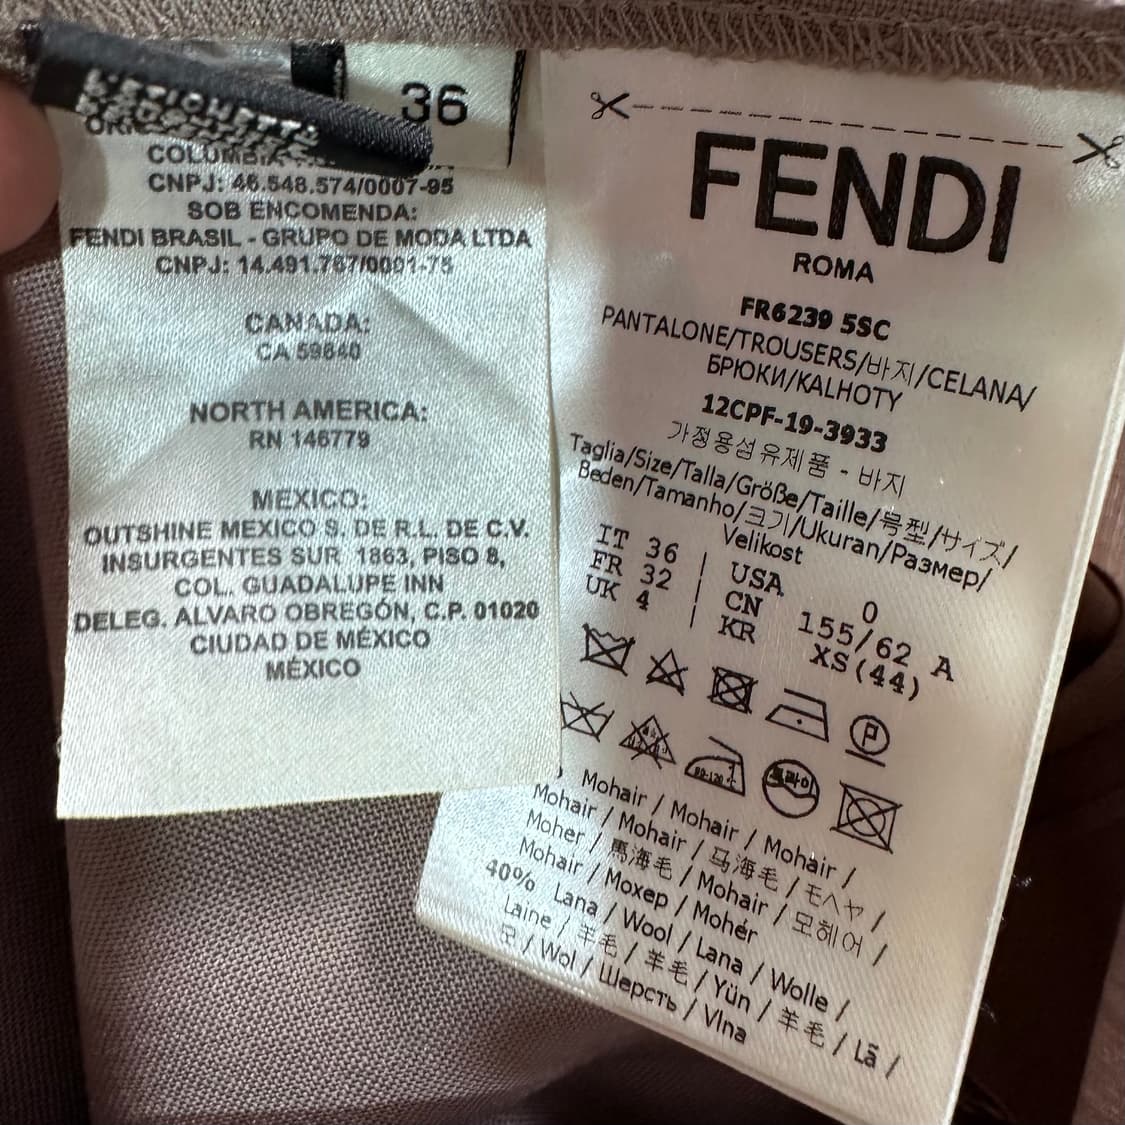 36
COLUMBIA
CNPJ: 46.548.574/0007-95
SOB ENCOMENDA:
FENDI BRASIL - GRUPO DE MODA LTDA
CNPJ: 14.491.767/0001-75
CANADA:
CA 59840
NORTH AMERICA:
RN 146779
MEXICO:
OUTSHINE MEXICO S. DE R.L. DE C.V.
INSURGENTES SUR 1863, PISO 8,
COL. GUADALUPE INN
DELEG. ALVARO OBREGÓN, C.P. 01020
CIUDAD DE MÉXICO
MÉXICO
FENDI
ROMA
FR6239 5SC
PANTALONE/TROUSERS/바지/CELANA/
БРЮКИ/KALHOTY
12CPF-19-3933
가정용섬유제품 - 바지
Taglia/Size/Talla/Größe/Taille/号型/サイズ/
Beden/Tamanho/크기/Ukuran/Размер/
Velikost
IT 36 | USA 0
FR 32 | CN 155/62 A
UK 4 | KR XS(44)
P
80-120
드라이
Mohair / Mohair / Mohair /
Mohair / Mohair / Mohair /
Moher / 馬海毛 / 马海毛 / モヘヤ /
Mohair / Мохер / Mohér
Mohair / 모헤어 /
40% Lana / Wool / Lana / Wolle /
Laine / 羊毛 / 羊毛 / Yün / 羊毛 / Lã /
모 / Wol / Шерсть / Vlna